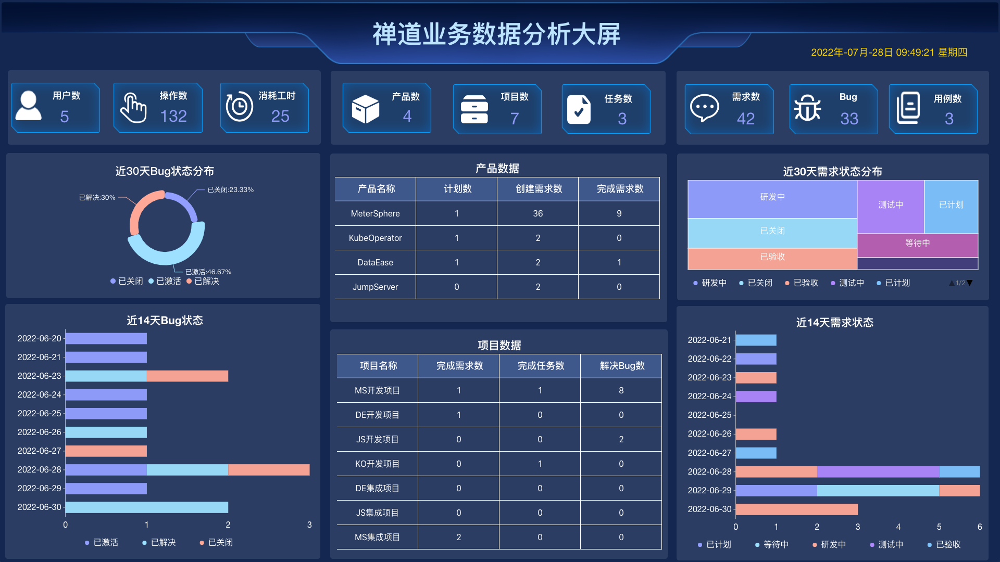 禅道业务数据分析大屏
2022年-07月-28日 09:49:21 星期四
用户数
5
操作数
132
消耗工时
25
产品数
4
项目数
7
任务数
3
需求数
42
Bug
33
用例数
3
近30天Bug状态分布
已关闭:23.33%
已解决:30%
已激活:46.67%
已关闭 已激活 已解决
产品数据
产品名称 计划数 创建需求数 完成需求数
MeterSphere 1 36 9
KubeOperator 1 2 0
DataEase 1 2 1
JumpServer 0 2 0
近30天需求状态分布
研发中
测试中
已计划
已关闭
等待中
已验收
研发中 已关闭 已验收 测试中 已计划 ▲1/2▼
近14天Bug状态
2022-06-20
2022-06-21
2022-06-23
2022-06-24
2022-06-25
2022-06-26
2022-06-27
2022-06-28
2022-06-29
2022-06-30
0 1 2 3
已激活 已解决 已关闭
项目数据
项目名称 完成需求数 完成任务数 解决Bug数
MS开发项目 1 1 8
DE开发项目 1 0 0
JS开发项目 0 0 2
KO开发项目 0 1 0
DE集成项目 0 0 0
JS集成项目 0 0 0
MS集成项目 2 0 0
近14天需求状态
2022-06-21
2022-06-22
2022-06-23
2022-06-24
2022-06-25
2022-06-26
2022-06-27
2022-06-28
2022-06-29
2022-06-30
0 1 2 3 4 5 6
已计划 等待中 研发中 测试中 已验收